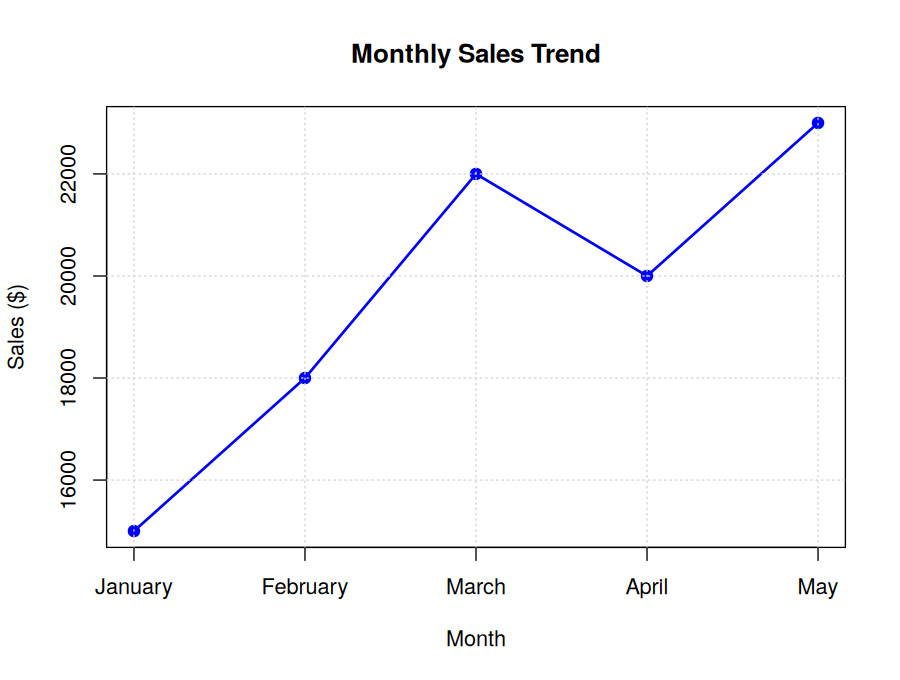 Monthly Sales Trend
Sales ($)
22000
20000
18000
16000
January February March April May
Month